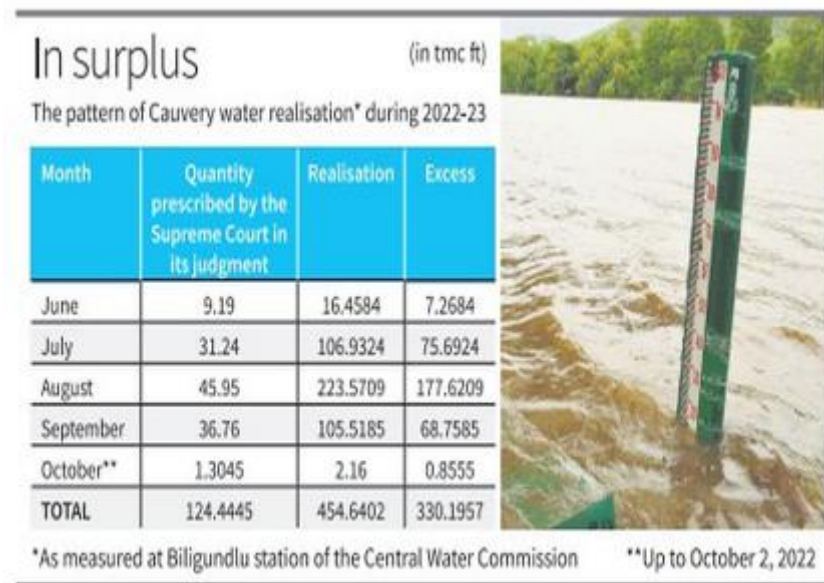 In surplus (in tmc ft)
The pattern of Cauvery water realisation* during 2022-23
Month Quantity prescribed by the Supreme Court in its judgment Realisation Excess
June 9.19 16.4584 7.2684
July 31.24 106.9324 75.6924
August 45.95 223.5709 177.6209
September 36.76 105.5185 68.7585
October** 1.3045 2.16 0.8555
TOTAL 124.4445 454.6402 330.1957
*As measured at Biligundlu station of the Central Water Commission **Up to October 2, 2022